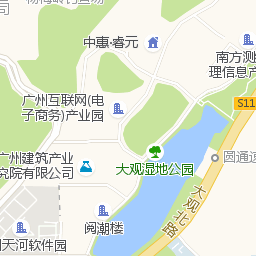 中惠·睿元
南方测
理信息产
广州互联网(电
子商务)产业园
S11
广州建筑产业
究院有限公司
大观湿地公园
圆通速
大观北路
阅潮楼
天河软件园